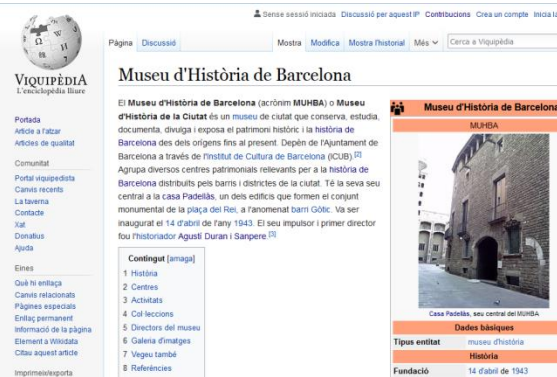 Sense sessió iniciada Discussió per aquest IP Contribucions Crea un compte Inicia la
Pàgina Discussió Mostra Modifica Mostra l'historial Més Cerca a Viquipèdia
VIQUIPÈDIA
L'enciclopèdia lliure
Portada
Article a l'atzar
Articles de qualitat
Comunitat
Portal viquipedista
Canvis recents
La taverna
Contacte
Xat
Donatius
Ajuda
Eines
Què hi enllaça
Canvis relacionats
Pàgines especials
Enllaç permanent
Informació de la pàgina
Element a Wikidata
Citau aquest article
Imprimeix/exporta
Museu d'Història de Barcelona
El Museu d'Història de Barcelona (acrònim MUHBA) o Museu
d'Història de la Ciutat és un museu de ciutat que conserva, estudia,
documenta, divulga i exposa el patrimoni històric i la història de
Barcelona des dels orígens fins al present. Depèn de l'Ajuntament de
Barcelona a través de l'Institut de Cultura de Barcelona (ICUB).[2]
Agrupa diversos centres patrimonials rellevants per a la història de
Barcelona distribuïts pels barris i districtes de la ciutat. Té la seva seu
central a la casa Padellàs, un dels edificis que formen el conjunt
monumental de la plaça del Rei, a l'anomenat barri Gòtic. Va ser
inaugurat el 14 d'abril de l'any 1943. El seu impulsor i primer director
fou l'historiador Agustí Duran i Sanpere.[3]
Contingut [amaga]
1 Història
2 Centres
3 Activitats
4 Col·leccions
5 Directors del museu
6 Galeria d'imatges
7 Vegeu també
8 Referències
Museu d'Història de Barcelona
MUHBA
Casa Padellàs, seu central del MUHBA
Dades bàsiques
Tipus entitat museu d'història
Història
Fundació 14 d'abril de 1943